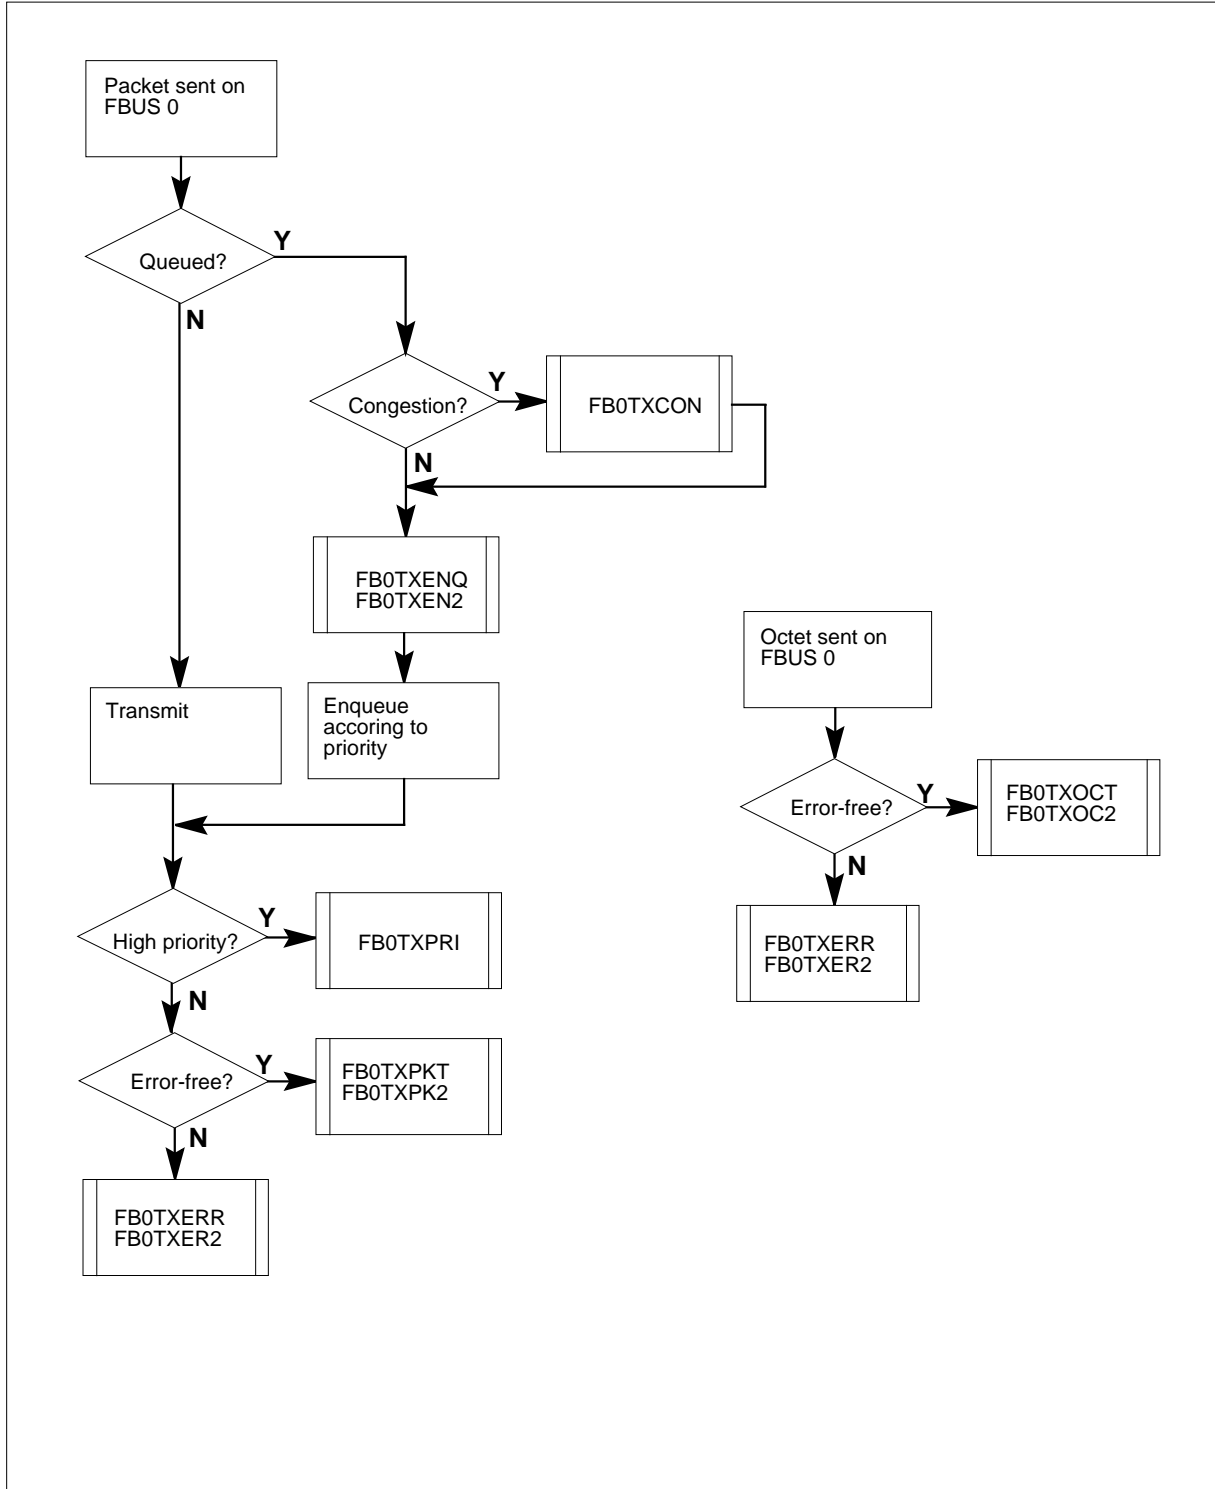 Packet sent on
FBUS 0
Queued?
Y
N
Congestion?
Y
N
FB0TXCON
FB0TXENQ
FB0TXEN2
Transmit
Enqueue
accoring to
priority
High priority?
Y
N
FB0TXPRI
Error-free?
Y
N
FB0TXPKT
FB0TXPK2
FB0TXERR
FB0TXER2
Octet sent on
FBUS 0
Error-free?
Y
N
FB0TXOCT
FB0TXOC2
FB0TXERR
FB0TXER2